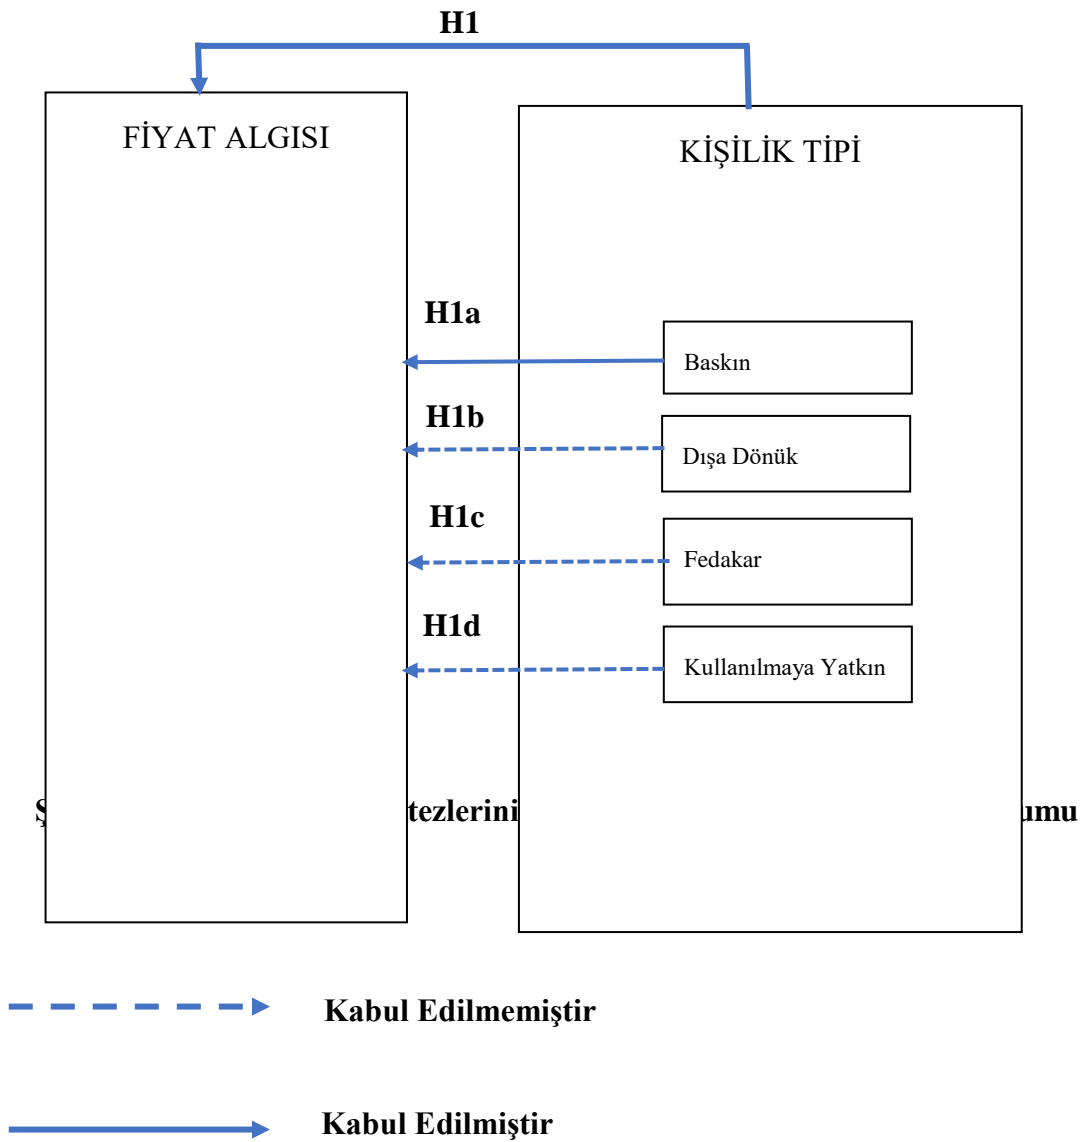 H1
FİYAT ALGISI
KİŞİLİK TİPİ
H1a
Baskın
H1b
Dışa Dönük
H1c
Fedakar
H1d
Kullanılmaya Yatkın
tezlerini
umu
Kabul Edilmemiştir
Kabul Edilmiştir